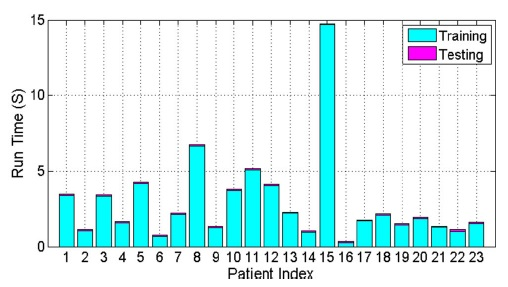 15
10
5
0
Run Time (S)
Training
Testing
1 2 3 4 5 6 7 8 9 10 11 12 13 14 15 16 17 18 19 20 21 22 23
Patient Index